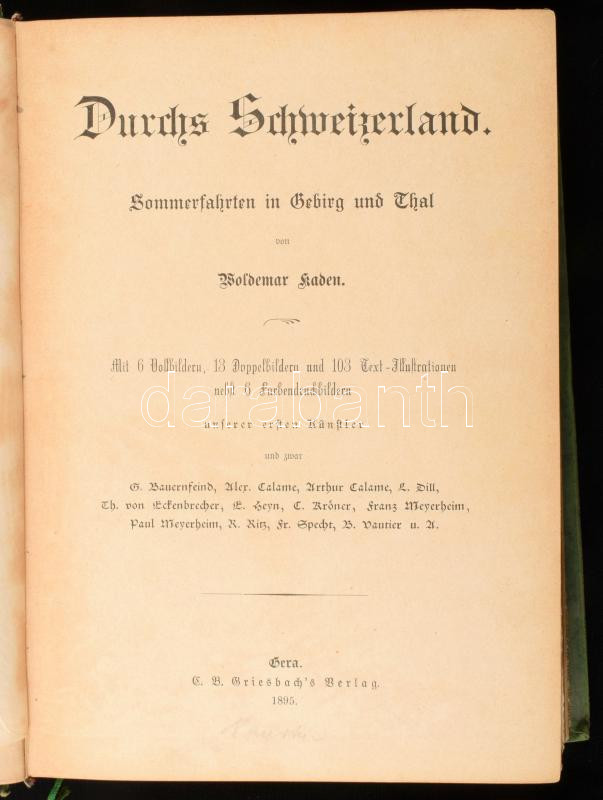 Durchs Schweizerland.
Sommerfahrten in Gebirg und Thal
von
Woldemar Kaden.
Mit 6 Vollbildern, 13 Doppelbildern und 103 Text-Illustrationen
nebst 6 Farbendruckbildern
darabanth
unserer ersten Künstler
und zwar
G. Bauernfeind, Alex. Calame, Arthur Calame, L. Dill,
Th. von Eckenbrecher, E. Heyn, C. Kröner, Franz Meyerheim,
Paul Meyerheim, R. Ritz, Fr. Specht, B. Vautier u. A.
Gera.
C. B. Griesbach's Verlag.
1895.